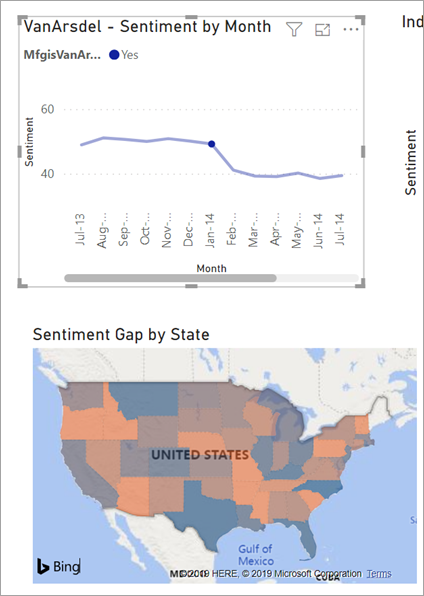 VanArsdel - Sentiment by Month
Ind
MfgisVanAr... Yes
Sentiment
60
40
Jul-13
Aug-...
Sep-...
Oct-...
Nov-...
Dec-...
Jan-14
Feb-...
Mar-...
Apr-...
May-...
Jun-14
Jul-14
Month
Sentiment
Sentiment Gap by State
UNITED STATES
Gulf of
Mexico
Sa
Bing
© 2019 HERE, © 2019 Microsoft Corporation Terms
CUBA